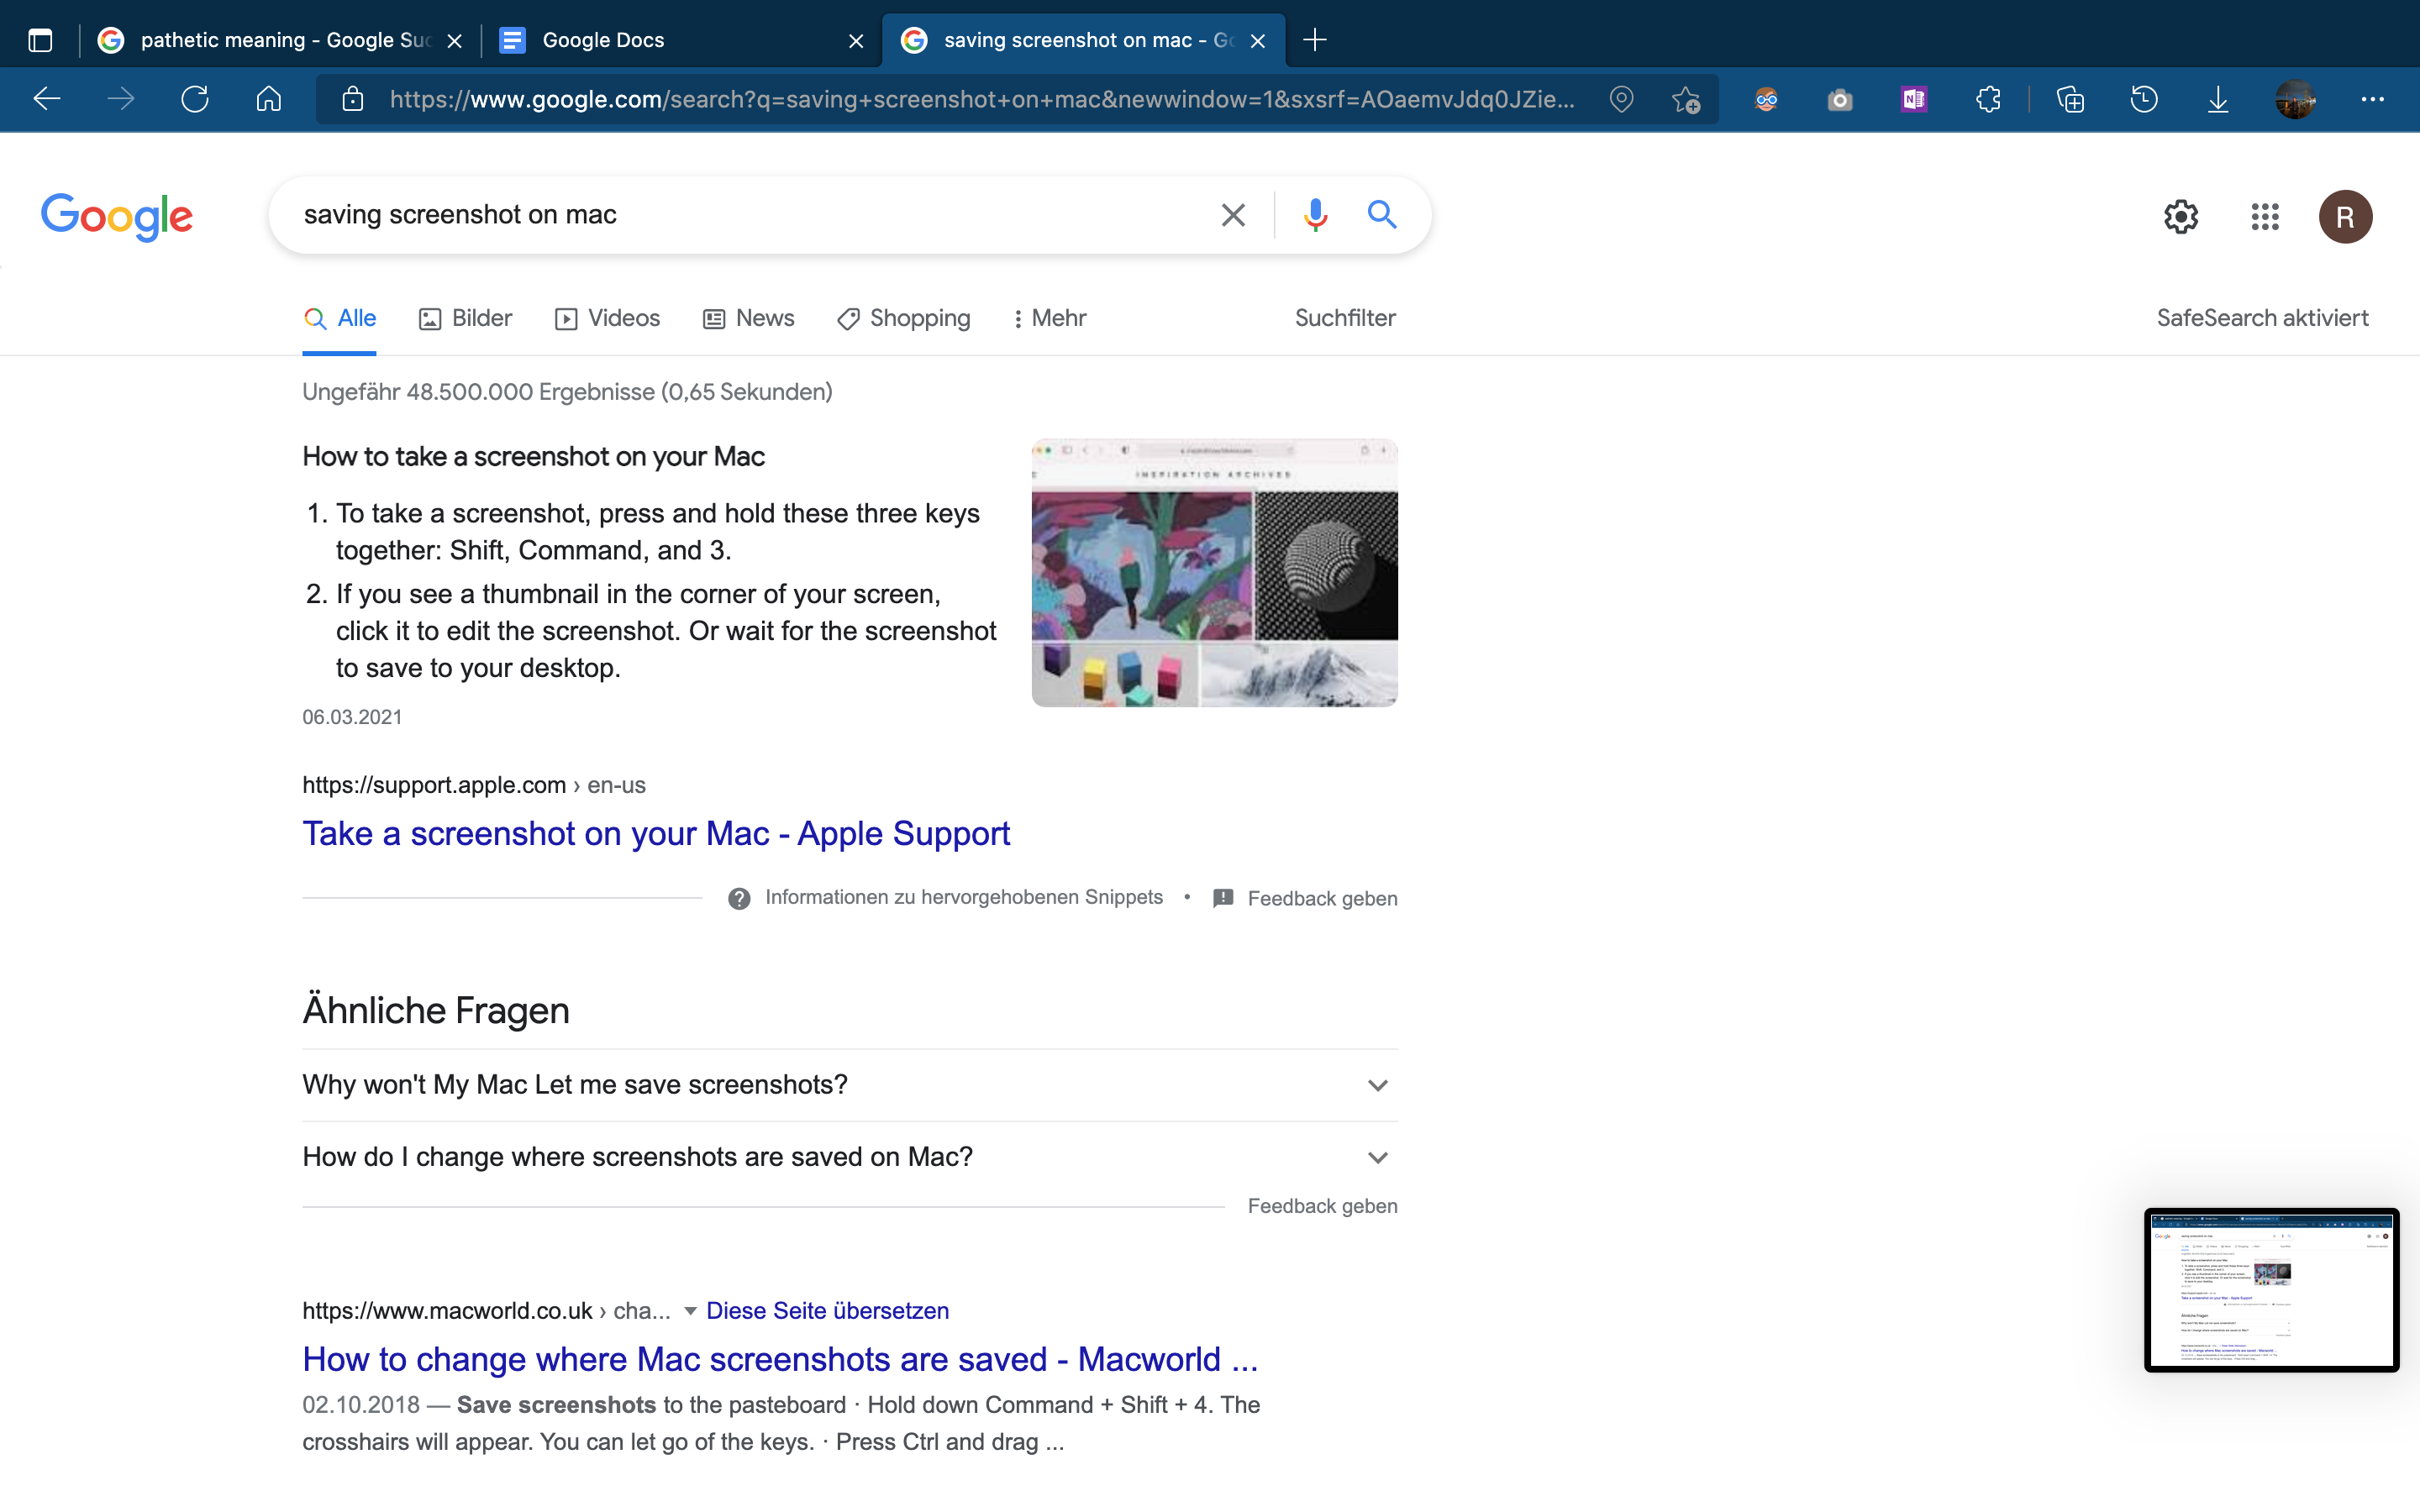 pathetic meaning - Google Suc
Google Docs
saving screenshot on mac - Go
https://www.google.com/search?q=saving+screenshot+on+mac&newwindow=1&sxsrf=AOaemvJdq0JZie...
Google
saving screenshot on mac
R
Alle
Bilder
Videos
News
Shopping
Mehr
Suchfilter
SafeSearch aktiviert
Ungefähr 48.500.000 Ergebnisse (0,65 Sekunden)
How to take a screenshot on your Mac
1. To take a screenshot, press and hold these three keys
together: Shift, Command, and 3.
2. If you see a thumbnail in the corner of your screen,
click it to edit the screenshot. Or wait for the screenshot
to save to your desktop.
06.03.2021
INSPIRATION ARCHIVES
https://support.apple.com › en-us
Take a screenshot on your Mac - Apple Support
Informationen zu hervorgehobenen Snippets • Feedback geben
Ähnliche Fragen
Why won't My Mac Let me save screenshots?
How do I change where screenshots are saved on Mac?
Feedback geben
https://www.macworld.co.uk › cha... Diese Seite übersetzen
How to change where Mac screenshots are saved - Macworld ...
02.10.2018 — Save screenshots to the pasteboard · Hold down Command + Shift + 4. The
crosshairs will appear. You can let go of the keys. · Press Ctrl and drag ...